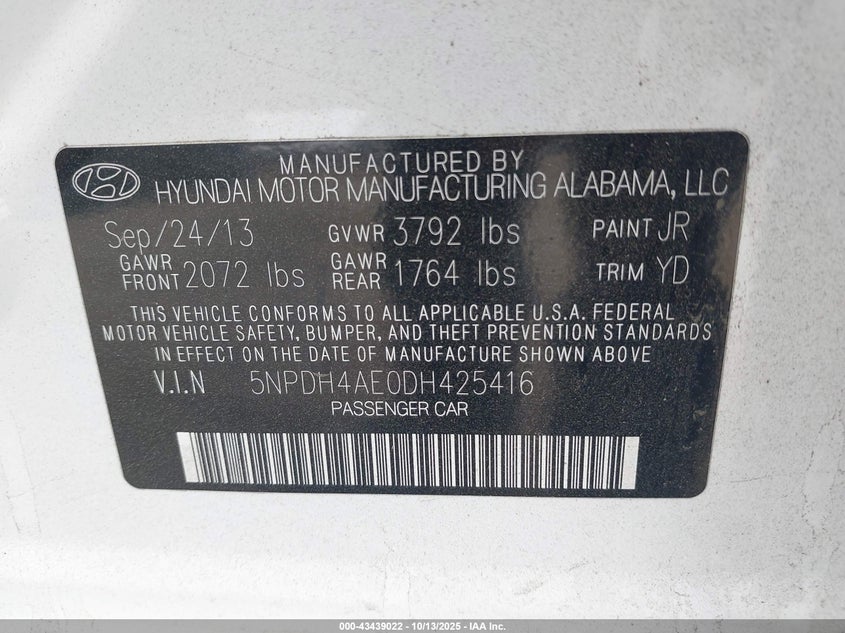 MANUFACTURED BY
HYUNDAI MOTOR MANUFACTURING ALABAMA, LLC
Sep/24/13 GVWR 3792 lbs PAINT JR
GAWR FRONT 2072 lbs GAWR REAR 1764 lbs TRIM YD
THIS VEHICLE CONFORMS TO ALL APPLICABLE U.S.A. FEDERAL
MOTOR VEHICLE SAFETY, BUMPER, AND THEFT PREVENTION STANDARDS
IN EFFECT ON THE DATE OF MANUFACTURE SHOWN ABOVE.
V.I.N 5NPDH4AE0DH425416
PASSENGER CAR
000-43439022 - 10/13/2025 - IAA Inc.